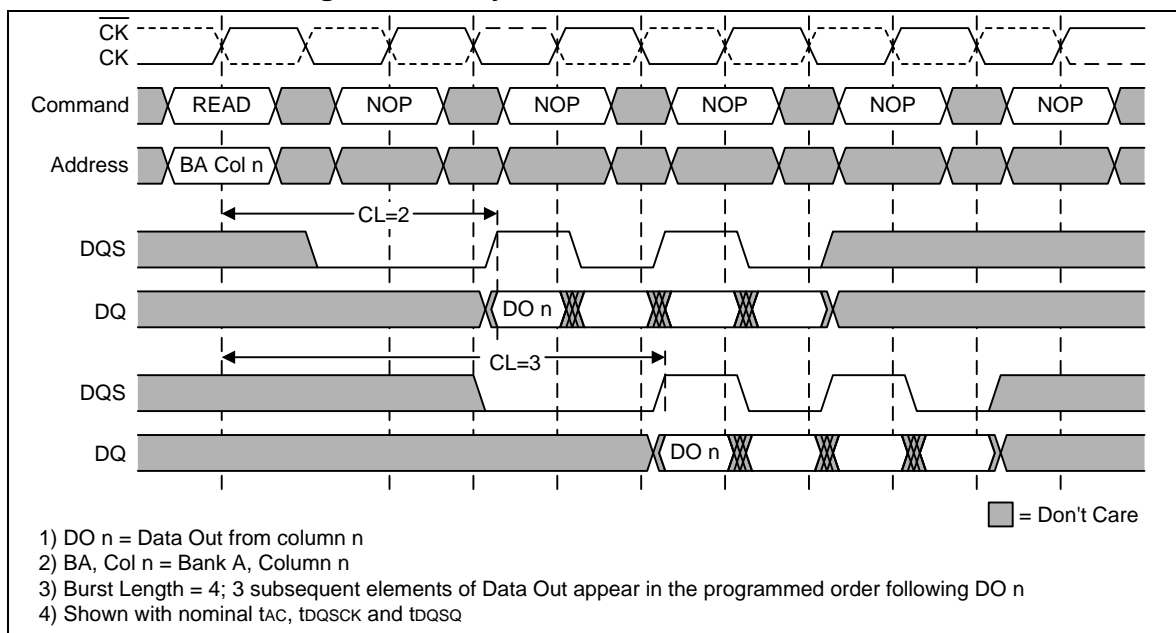 CK
CK
Command READ NOP NOP NOP NOP NOP
Address BA Col n
CL=2
DQS
DQ DO n
CL=3
DQS
DQ DO n
= Don't Care
1) DO n = Data Out from column n
2) BA, Col n = Bank A, Column n
3) Burst Length = 4; 3 subsequent elements of Data Out appear in the programmed order following DO n
4) Shown with nominal tAC, tDQSCK and tDQSQ